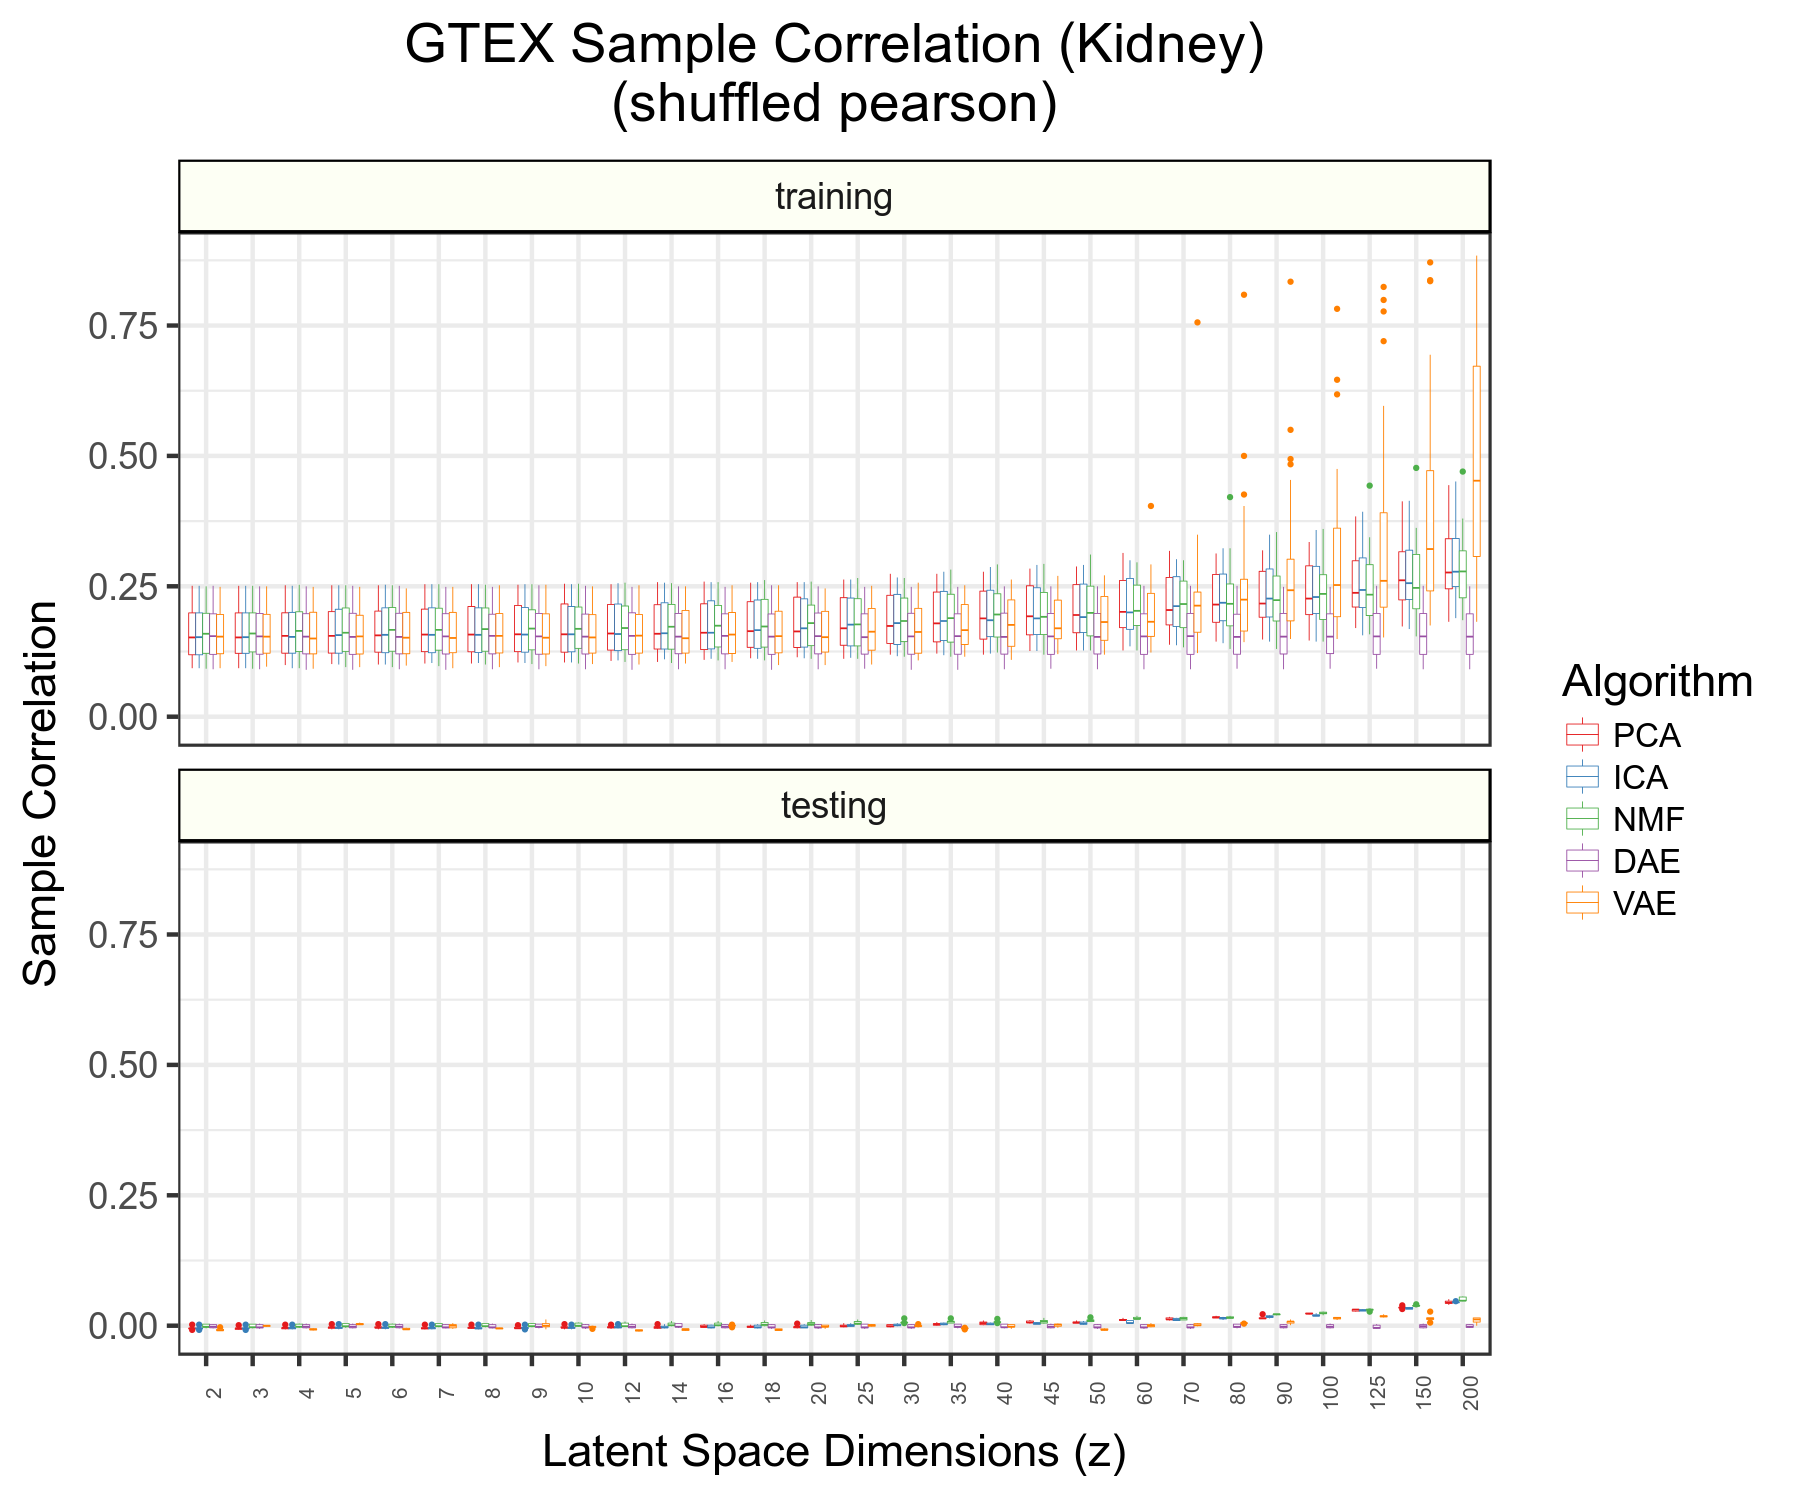 GTEX Sample Correlation (Kidney)
(shuffled pearson)
training
0.75
0.50
0.25
0.00
testing
0.75
0.50
0.25
0.00
Sample Correlation
2 3 4 5 6 7 8 9 10 12 14 16 18 20 25 30 35 40 45 50 60 70 80 90 100 125 150 200
Latent Space Dimensions (z)
Algorithm
PCA
ICA
NMF
DAE
VAE